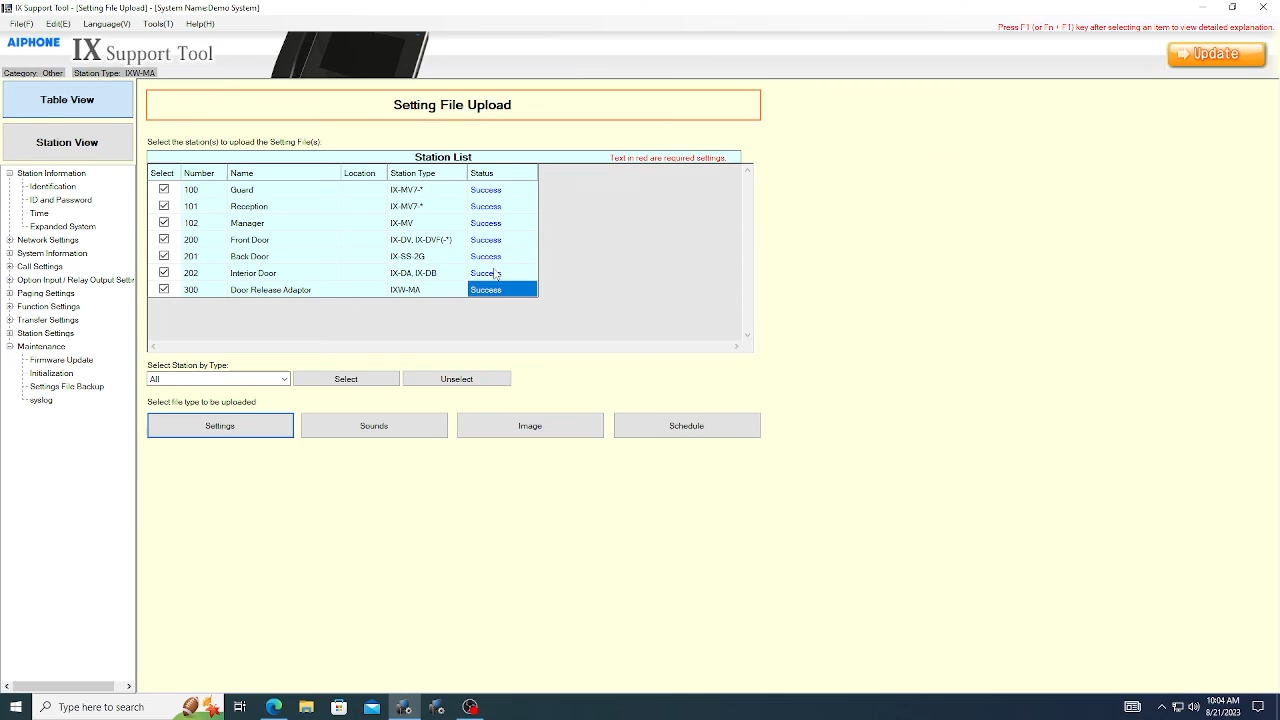 IX Support Tool - [Setting File Upload] - [System Name:Demo System]
File(F) Edit(E) Language(V) Tools(T) Help(H)
Press F1 (or Fn + F1) key after selecting an item to view detailed explanation.
AIPHONE IX Support Tool
Update
Category: Other Station Type: IXW-MA
Table View
Station View
Station Information
Identification
ID and Password
Time
Expanded System
Network Settings
System Information
Call Settings
Option Input / Relay Output Settin
Paging Settings
Function Settings
Transfer Settings
Station Settings
Maintenance
Firmware Update
Initialization
Settings File Backup
syslog
Setting File Upload
Select the station(s) to upload the Setting File(s):
Station List Text in red are required settings.
Select Number Name Location Station Type Status
100 Guard IX-MV7-* Success
101 Reception IX-MV7-* Success
102 Manager IX-MV Success
200 Front Door IX-DV, IX-DVF(-*) Success
201 Back Door IX-SS-2G Success
202 Interior Door IX-DA, IX-DB Success
300 Door Release Adaptor IXW-MA Success
Select Station by Type:
All Select Unselect
Select file type to be uploaded
Settings Sounds Image Schedule
Type here to search
10:04 AM
8/21/2023